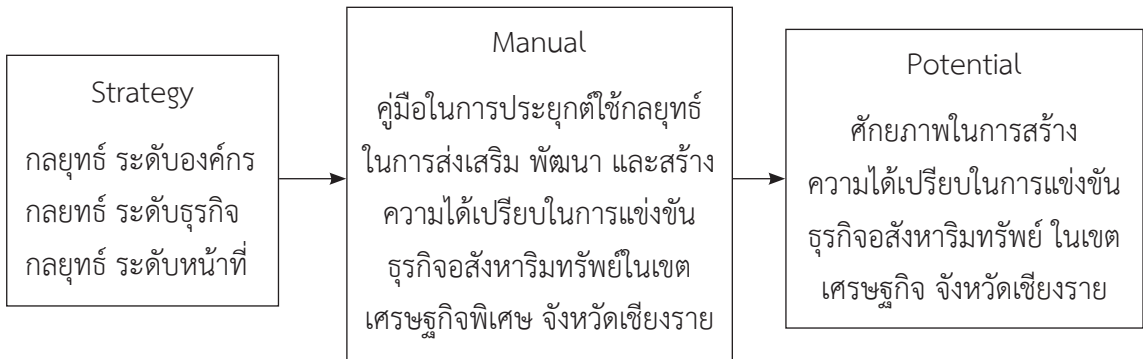 Strategy
กลยุทธ์ ระดับองค์กร
กลยทธ์ ระดับธุรกิจ
กลยุทธ์ ระดับหน้าที่
Manual
คู่มือในการประยุกต์ใช้กลยุทธ์
ในการส่งเสริม พัฒนา และสร้าง
ความได้เปรียบในการแข่งขัน
ธุรกิจอสังหาริมทรัพย์ในเขต
เศรษฐกิจพิเศษ จังหวัดเชียงราย
Potential
ศักยภาพในการสร้าง
ความได้เปรียบในการแข่งขัน
ธุรกิจอสังหาริมทรัพย์ ในเขต
เศรษฐกิจ จังหวัดเชียงราย